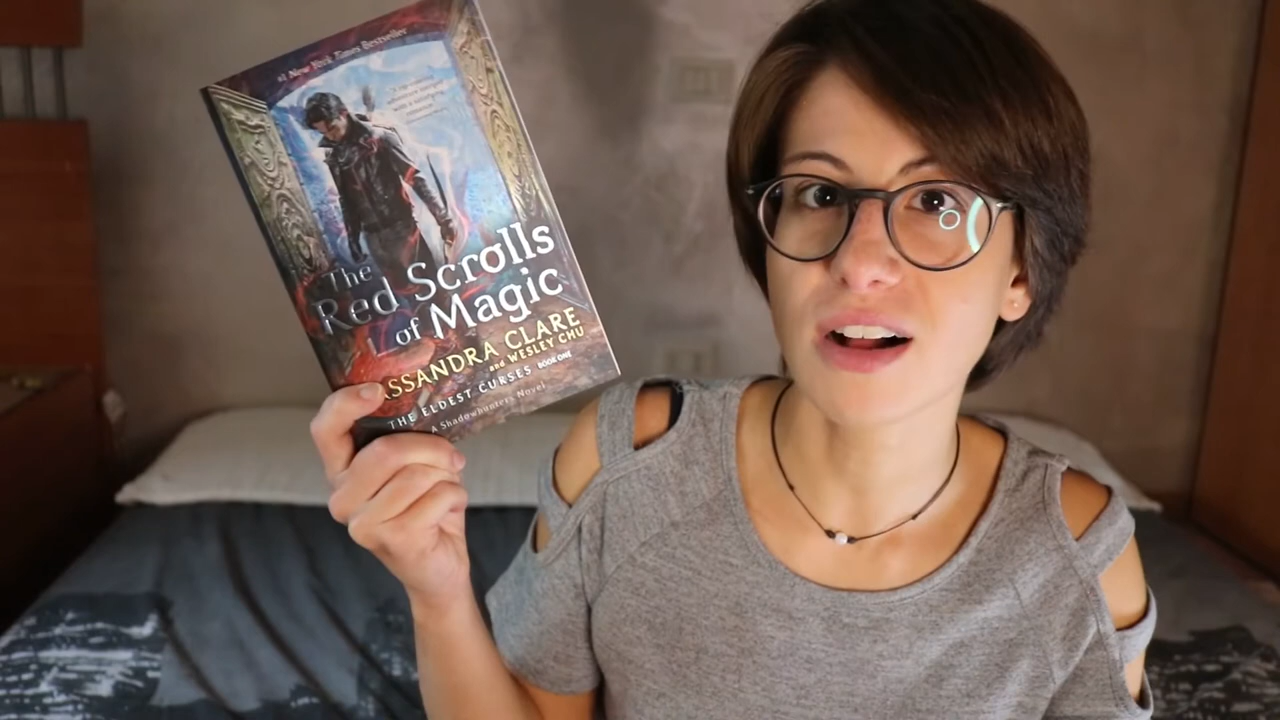 #1 New York Times Bestseller
The
Red Scrolls
of Magic
ASSANDRA CLARE
and WESLEY CHU
THE ELDEST CURSES BOOK ONE
A Shadowhunters Novel